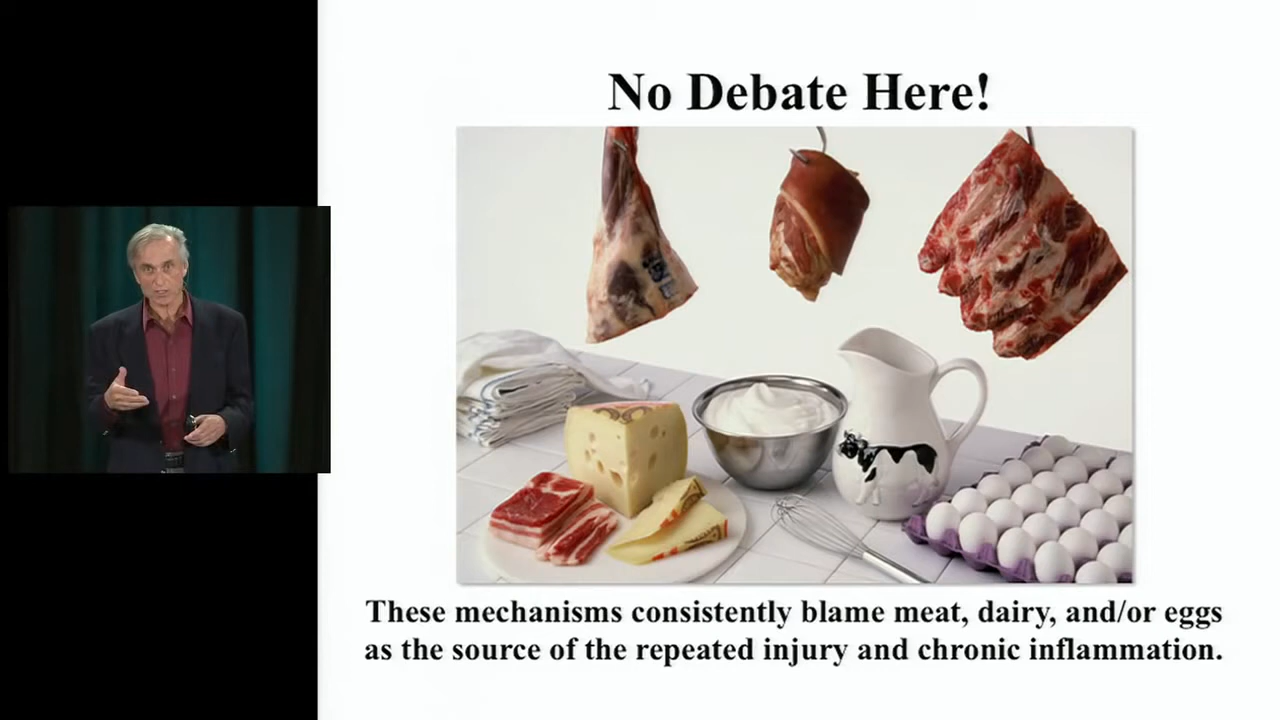 No Debate Here!
These mechanisms consistently blame meat, dairy, and/or eggs
as the source of the repeated injury and chronic inflammation.